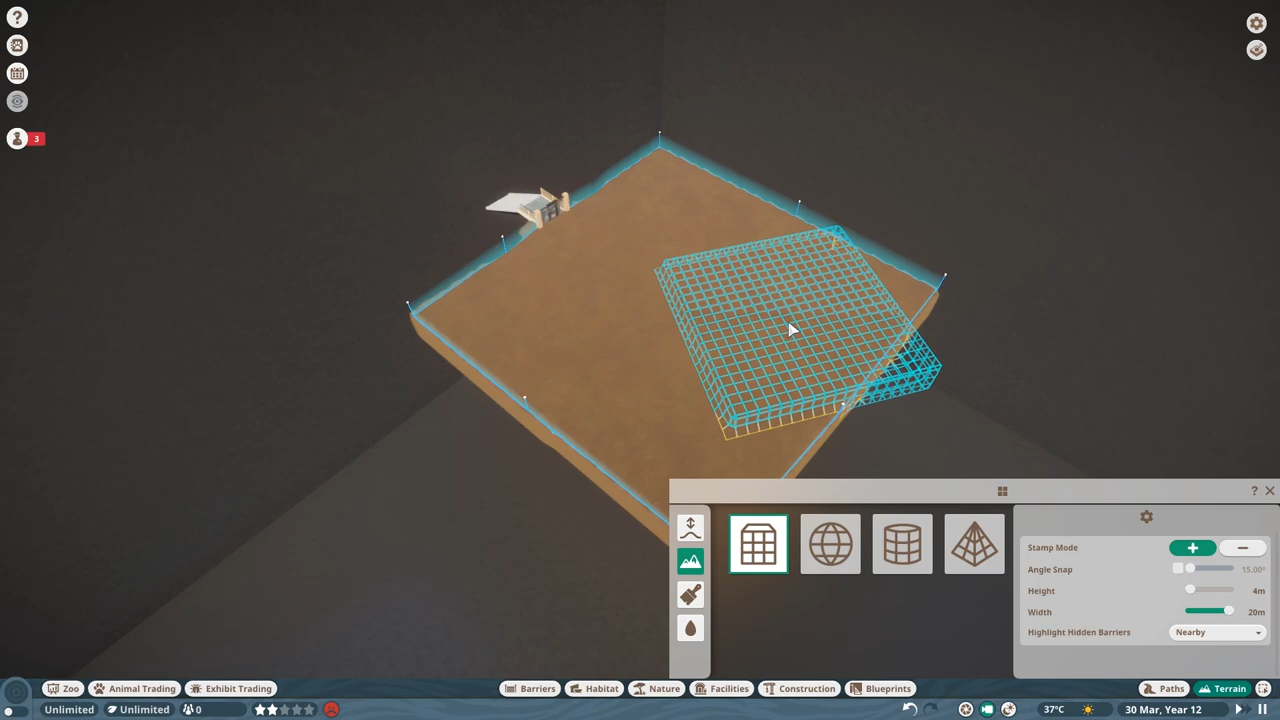 ?
3
?
Stamp Mode
Angle Snap 15.00°
Height 4m
Width 20m
Highlight Hidden Barriers Nearby
Zoo Animal Trading Exhibit Trading Barriers Habitat Nature Facilities Construction Blueprints Paths Terrain
Unlimited Unlimited 0 37°C 30 Mar, Year 12